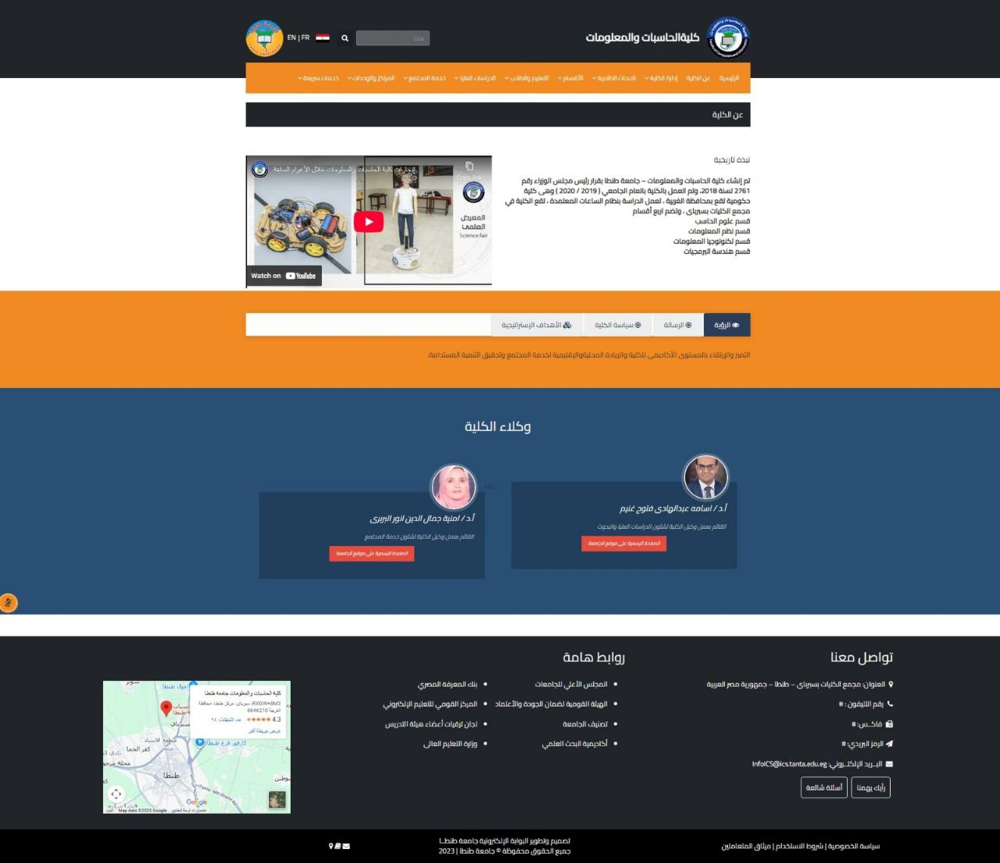 كليةالحاسبات والمعلومات
بحث
EN | FR
الرئيسية
عن الكلية
إدارة الكلية
الاتحادات الطلابية
الأقسام
التعليم والطلاب
الدراسات العليا
خدمة المجتمع
المراكز والوحدات
خدمات سريعة
عن الكلية
نبذة تاريخية
تم إنشاء كلية الحاسبات والمعلومات – جامعة طنطا بقرار رئيس مجلس الوزراء رقم
2761 لسنة 2018، وتم العمل بالكلية بالعام الجامعي ( 2019 / 2020 ) وهى كلية
حكومية تقع بمحافظة الغربية ، تعمل الدراسة بنظام الساعات المعتمدة ، تقع الكلية في
مجمع الكليات بسبرباى ، وتضم اربع أقسام
قسم علوم الحاسب
قسم نظم المعلومات
قسم تكنولوجيا المعلومات
قسم هندسة البرمجيات
إنجازات كلية الحاسبات والمعلومات خلال الأعوام السابقة
Copy link
المعرض
العلمى
Science fair
Watch on YouTube
الرؤية
الرسالة
سياسة الكلية
الأهداف الإستراتيجية
التميز والإرتقاء بالمستوى الأكاديمى للكلية والريادة المحليةوالإقليمية لخدمة المجتمع وتحقيق التنمية المستدامة.
وكلاء الكلية
أ.د / اسامه عبدالهادى فتوح غنيم
القائم بعمل وكيل الكلية لشئون الدراسات العليا والبحوث
الصفحة الرسمية على موقع الجامعة
أ.د / امنية جمال الدين انور البربرى
القائم بعمل وكيل الكلية لشئون خدمة المجتمع
الصفحة الرسمية على موقع الجامعة
تواصل معنا
العنوان: مجمع الكليات بسبرباى – طنطا – جمهورية مصر العربية
رقم التليفون : #
فاكــس: #
الرمز البريدي: #
البــريد الإلكتــروني: InfoICS@ics.tanta.edu.eg
رأيك يهمنا
أسئلة شائعة
روابط هامة
المجلس الأعلي للجامعات
الهيئة القومية لضمان الجودة والأعتماد
تصنيف الجامعة
أكاديمية البحث العلمي
بنك المعرفة المصري
المركز القومي للتعليم الإلكتروني
لجان ترقيات أعضاء هيئة التدريس
وزارة التعليم العالى
كلية الحاسبات والمعلومات جامعة طنطا
RXGW+8M3، سبرباى، مركز طنطا، محافظة
الغربية 6646210
4.3
عرض خريطة أكبر
كارفور فرع طنطا
كفر الحما
طنطا
Google
Map data ©2025 Google
سياسة الخصوصية | شروط الاستخدام | ميثاق المتعاملين
تصميم وتطوير البوابة الإلكترونية جامعة طنطــا
جميع الحقوق محفوظة © جامعة طنطا | 2023